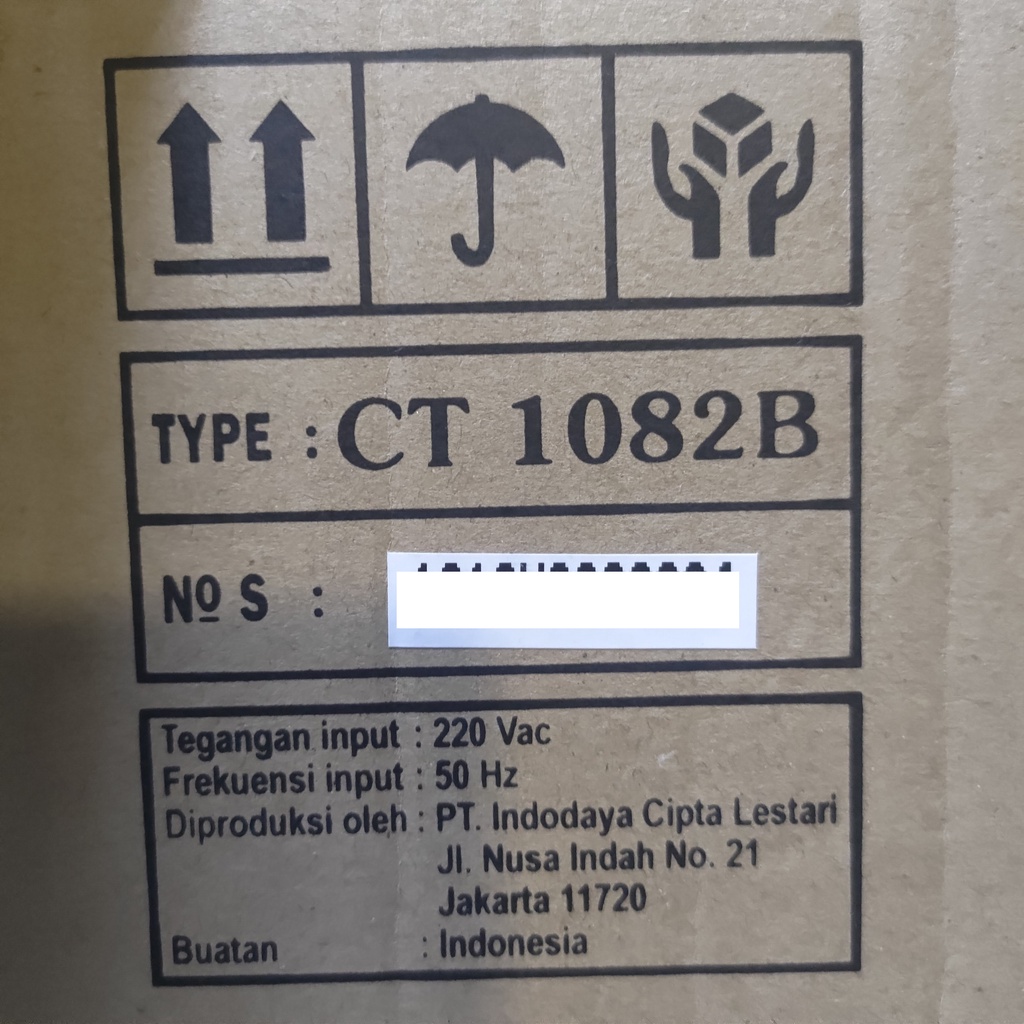 TYPE : CT 1082B
Nº S :
Tegangan input : 220 Vac
Frekuensi input : 50 Hz
Diproduksi oleh : PT. Indodaya Cipta Lestari
Jl. Nusa Indah No. 21
Jakarta 11720
Buatan : Indonesia